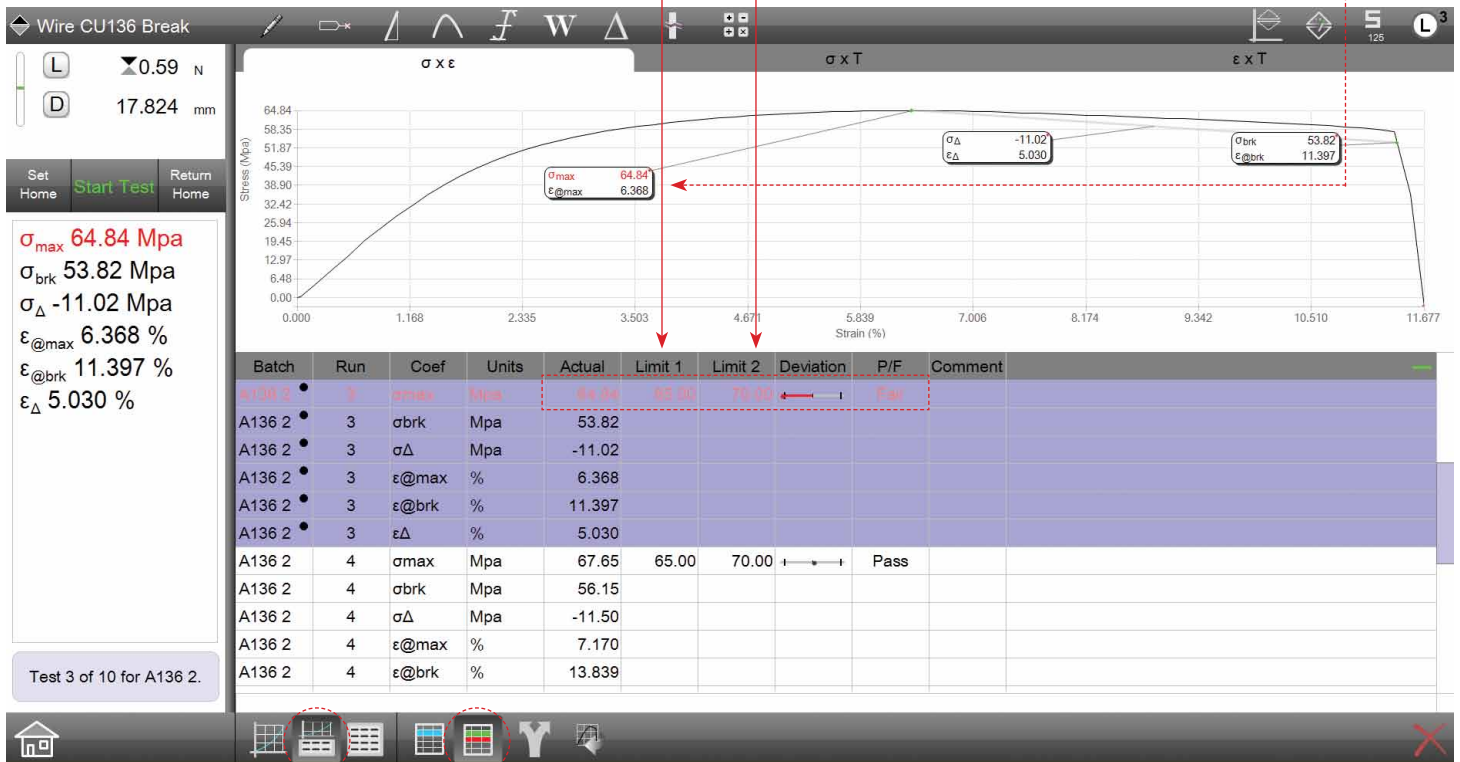 Wire CU136 Break
W
S
125
L 3
L 0.59 N
D 17.824 mm
Set Home
Start Test
Return Home
σmax 64.84 Mpa
σbrk 53.82 Mpa
σΔ -11.02 Mpa
ε@max 6.368 %
ε@brk 11.397 %
εΔ 5.030 %
Test 3 of 10 for A136 2.
σ x ε
σ x T
ε x T
Stress (Mpa)
64.84
58.35
51.87
45.39
38.90
32.42
25.94
19.45
12.97
6.48
0.00
σmax 64.84
ε@max 6.368
σΔ -11.02
εΔ 5.030
σbrk 53.82
ε@brk 11.397
0.000 1.168 2.335 3.503 4.671 5.839 7.006 8.174 9.342 10.510 11.677
Strain (%)
Batch Run Coef Units Actual Limit 1 Limit 2 Deviation P/F Comment
A136 2 3 σmax Mpa 64.84 65.00 70.00 Fail
A136 2 3 σbrk Mpa 53.82
A136 2 3 σΔ Mpa -11.02
A136 2 3 ε@max % 6.368
A136 2 3 ε@brk % 11.397
A136 2 3 εΔ % 5.030
A136 2 4 σmax Mpa 67.65 65.00 70.00 Pass
A136 2 4 σbrk Mpa 56.15
A136 2 4 σΔ Mpa -11.50
A136 2 4 ε@max % 7.170
A136 2 4 ε@brk % 13.839